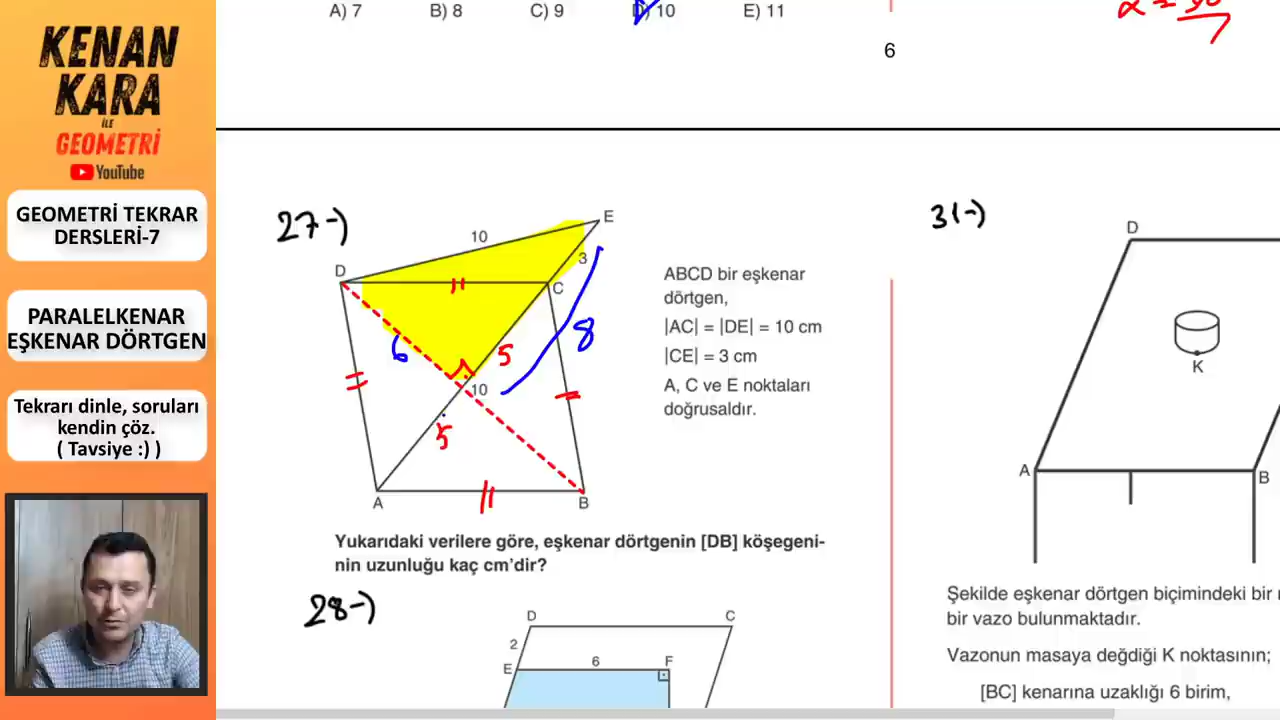 A) 7 B) 8 C) 9 D) 10 E) 11
6
KENAN
KARA
İLE
GEOMETRİ
YouTube
GEOMETRİ TEKRAR
DERSLERİ-7
PARALELKENAR
EŞKENAR DÖRTGEN
Tekrarı dinle, soruları
kendin çöz.
( Tavsiye :) )
27-)
E
10
3
D
C
6
5
8
10
5
A
B
ABCD bir eşkenar
dörtgen,
|AC| = |DE| = 10 cm
|CE| = 3 cm
A, C ve E noktaları
doğrusaldır.
Yukarıdaki verilere göre, eşkenar dörtgenin [DB] köşegeni-
nin uzunluğu kaç cm'dir?
28-)
D C
2
E 6 F
31-)
D
K
A
B
Şekilde eşkenar dörtgen biçimindeki bir
bir vazo bulunmaktadır.
Vazonun masaya değdiği K noktasının;
[BC] kenarına uzaklığı 6 birim,